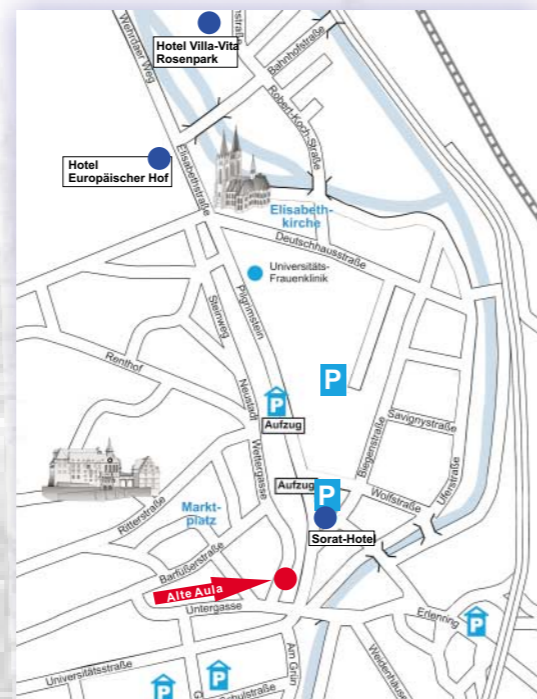 Wehrdaer Weg
Hotel Villa-Vita
Rosenpark
Bahnhofstraße
Robert-Koch-Straße
Hotel
Europäischer Hof
Elisabethstraße
Elisabeth-
kirche
Deutschhausstraße
Universitäts-
Frauenklinik
Pilgrimstein
Steinweg
Renthof
Neustadt
P
P
Aufzug
Savignystraße
Biegenstraße
Wettergasse
Aufzug
P
Wolfstraße
Uferstraße
Markt-
platz
Ritterstraße
Sorat-Hotel
Barfüßerstraße
Alte Aula
Untergasse
Erlenring
P
Am Grün
Universitätsstraße
P
P